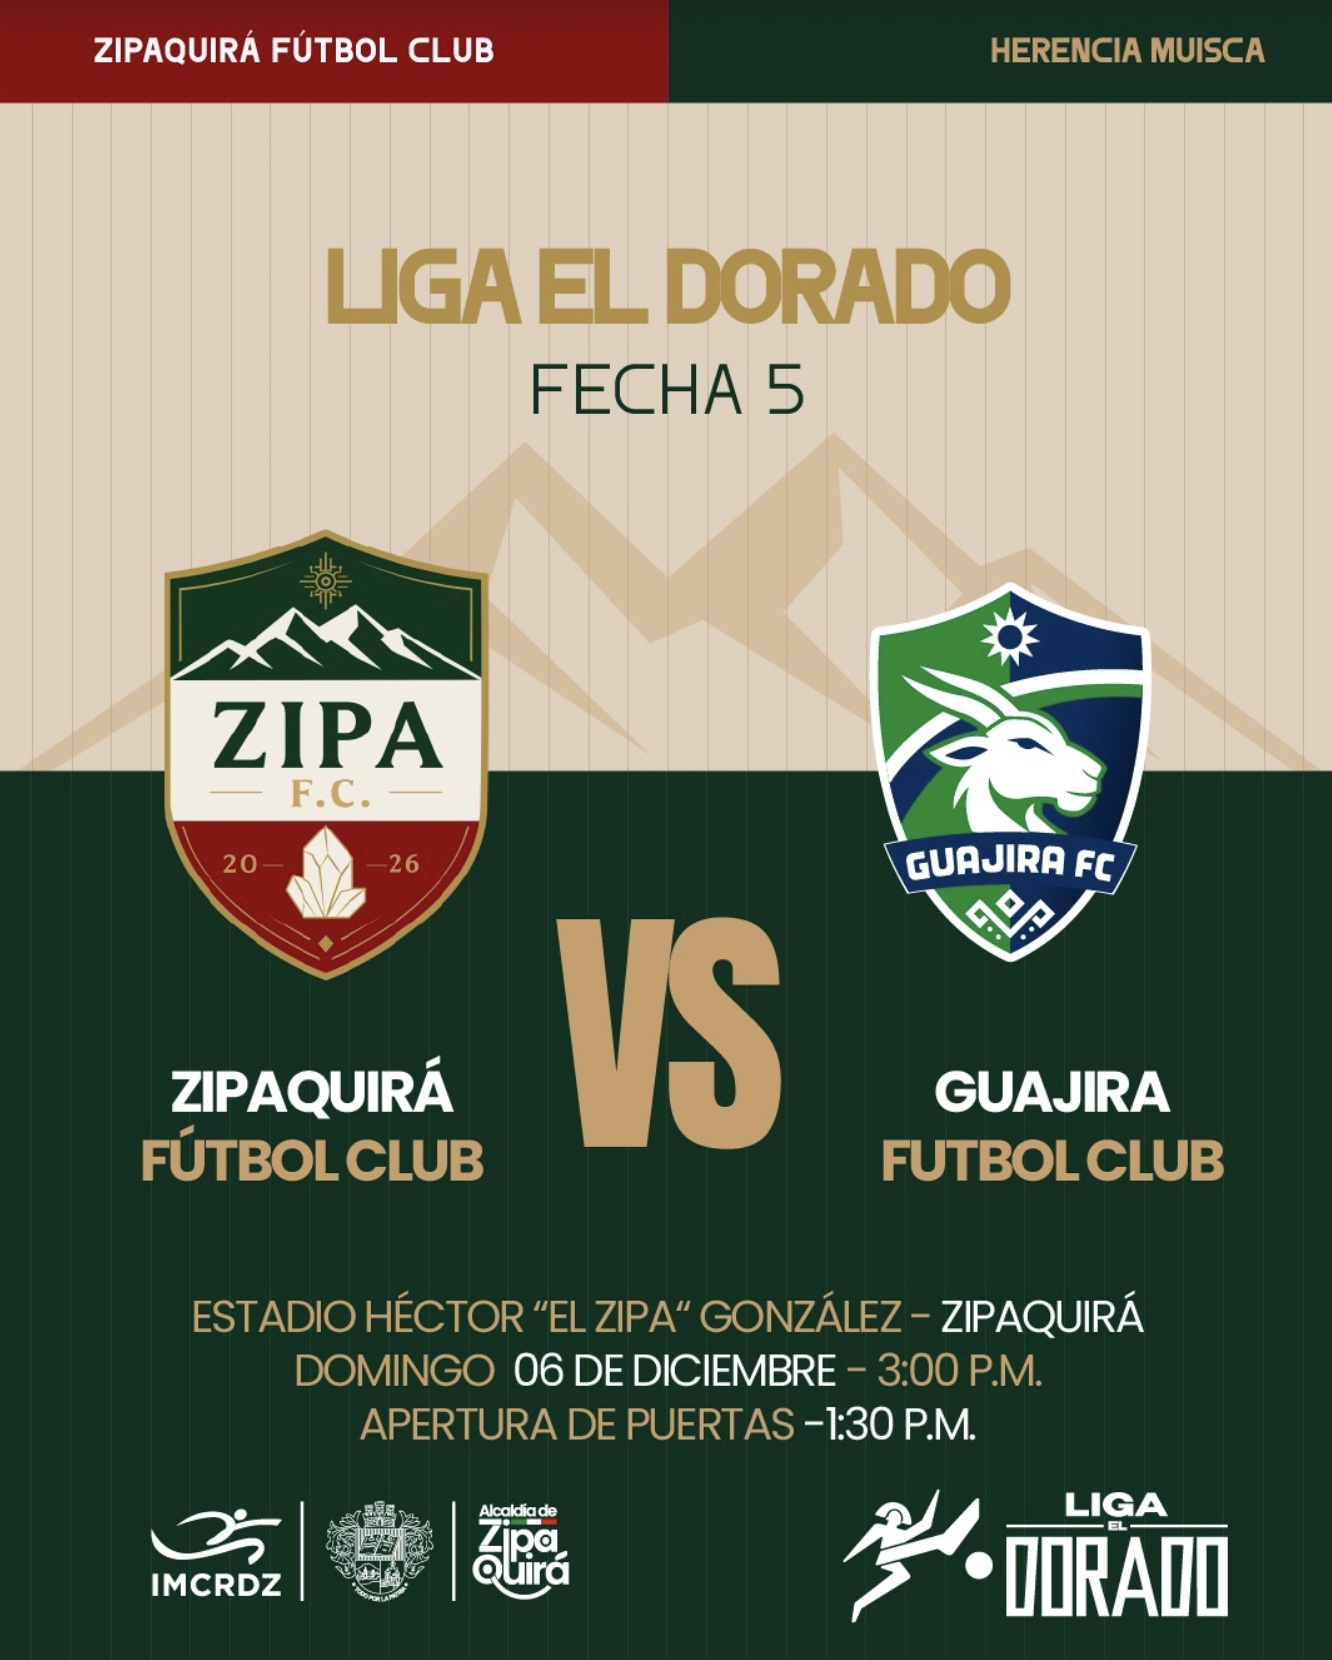 ZIPAQUIRÁ FÚTBOL CLUB
HERENCIA MUISCA
LIGA EL DORADO
FECHA 5
ZIPA
F.C.
20 26
GUAJIRA FC
VS
ZIPAQUIRÁ
FÚTBOL CLUB
GUAJIRA
FUTBOL CLUB
ESTADIO HÉCTOR “EL ZIPA“ GONZÁLEZ - ZIPAQUIRÁ
DOMINGO 06 DE DICIEMBRE - 3:00 P.M.
APERTURA DE PUERTAS -1:30 P.M.
IMCRDZ
Alcaldía de
Zipa
Quirá
LIGA
EL
DORADO